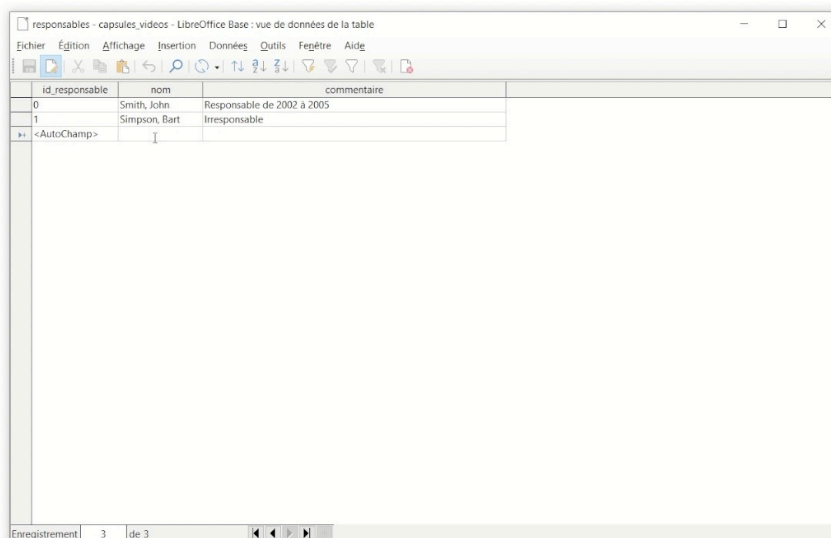 responsables - capsules_videos - LibreOffice Base : vue de données de la table
Fichier Édition Affichage Insertion Données Outils Fenêtre Aide
id_responsable nom commentaire
0 Smith, John Responsable de 2002 à 2005
1 Simpson, Bart Irresponsable
<AutoChamp>
Enregistrement 3 de 3